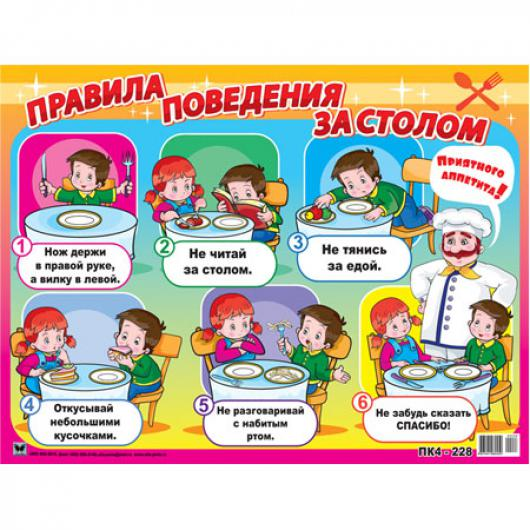 ПРАВИЛА ПОВЕДЕНИЯ ЗА СТОЛОМ
ПРИЯТНОГО
АППЕТИТА!
1
Нож держи
в правой руке,
а вилку в левой.
2
Не читай
за столом.
3
Не тянись
за едой.
4
Откусывай
небольшими
кусочками.
5
Не разговаривай
с набитым
ртом.
6
Не забудь сказать
СПАСИБО!
ПК4 - 228